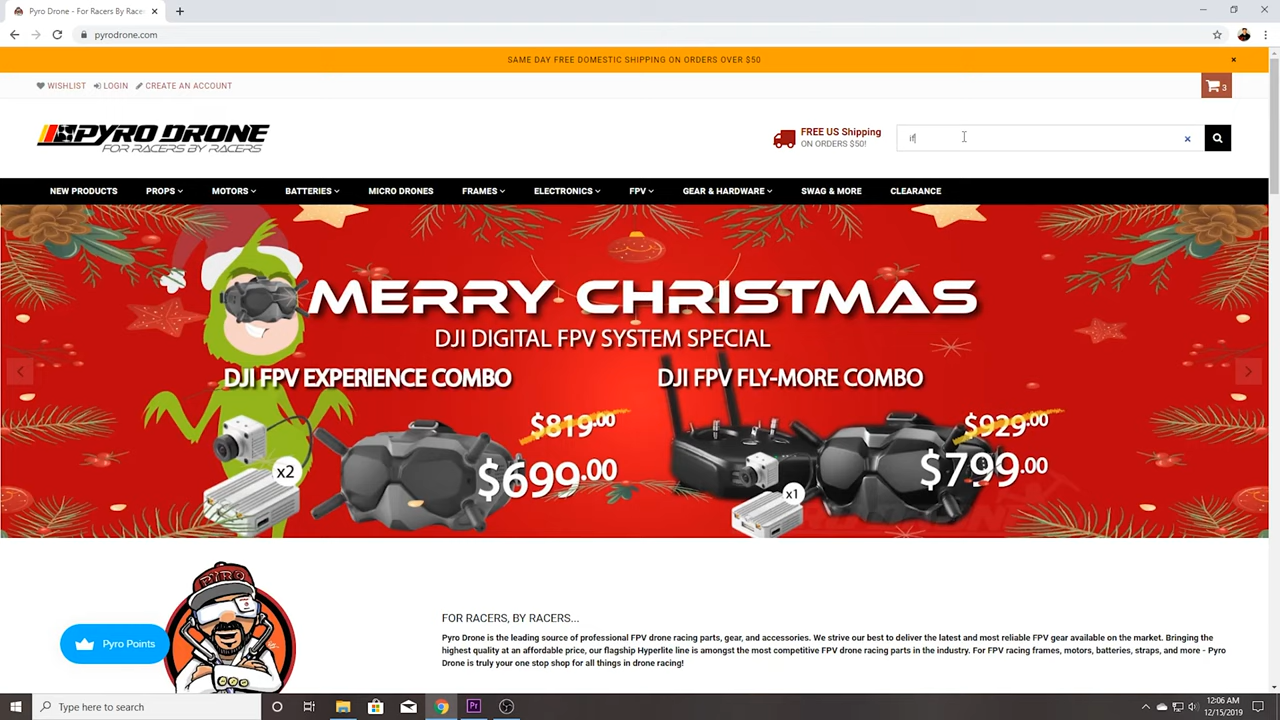 Pyro Drone - For Racers By Race
pyrodrone.com
SAME DAY FREE DOMESTIC SHIPPING ON ORDERS OVER $50
WISHLIST LOGIN CREATE AN ACCOUNT
3
PYRO DRONE
FOR RACERS BY RACERS
FREE US Shipping
ON ORDERS $50!
if
NEW PRODUCTS PROPS MOTORS BATTERIES MICRO DRONES FRAMES ELECTRONICS FPV GEAR & HARDWARE SWAG & MORE CLEARANCE
MERRY CHRISTMAS
DJI DIGITAL FPV SYSTEM SPECIAL
DJI FPV EXPERIENCE COMBO
DJI FPV FLY-MORE COMBO
$819.00
$929.00
$699.00
$799.00
x2
x1
PYRO
FOR RACERS, BY RACERS...
Pyro Drone is the leading source of professional FPV drone racing parts, gear, and accessories. We strive our best to deliver the latest and most reliable FPV gear available on the market. Bringing the
highest quality at an affordable price, our flagship Hyperlite line is amongst the most competitive FPV drone racing parts in the industry. For FPV racing frames, motors, batteries, straps, and more - Pyro
Drone is truly your one stop shop for all things in drone racing!
Pyro Points
Type here to search
Pr
12:06 AM
12/15/2019